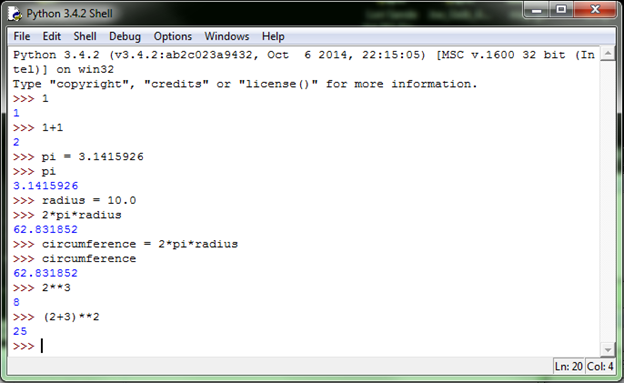 Python 3.4.2 Shell
File Edit Shell Debug Options Windows Help
Python 3.4.2 (v3.4.2:ab2c023a9432, Oct  6 2014, 22:15:05) [MSC v.1600 32 bit (In
tel)] on win32
Type "copyright", "credits" or "license()" for more information.
>>> 1
1
>>> 1+1
2
>>> pi = 3.1415926
>>> pi
3.1415926
>>> radius = 10.0
>>> 2*pi*radius
62.831852
>>> circumference = 2*pi*radius
>>> circumference
62.831852
>>> 2**3
8
>>> (2+3)**2
25
>>>
Ln: 20 Col: 4